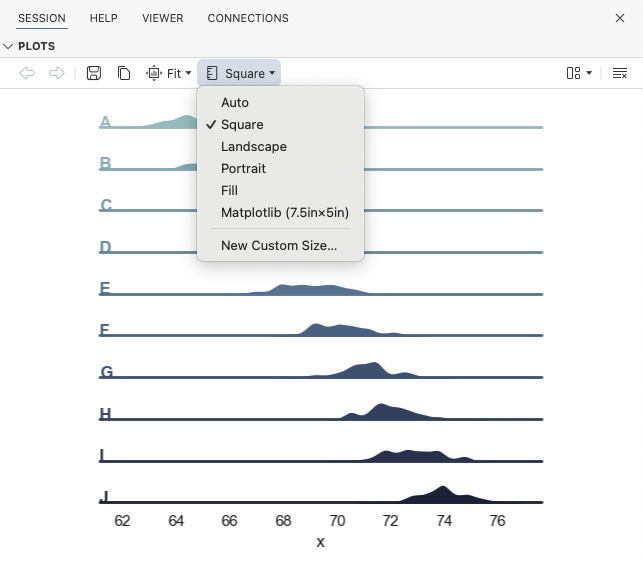 SESSION HELP VIEWER CONNECTIONS
PLOTS
Fit Square
Auto
Square
Landscape
Portrait
Fill
Matplotlib (7.5in×5in)
New Custom Size...
A
B
C
D
E
F
G
H
I
J
62 64 66 68 70 72 74 76
x